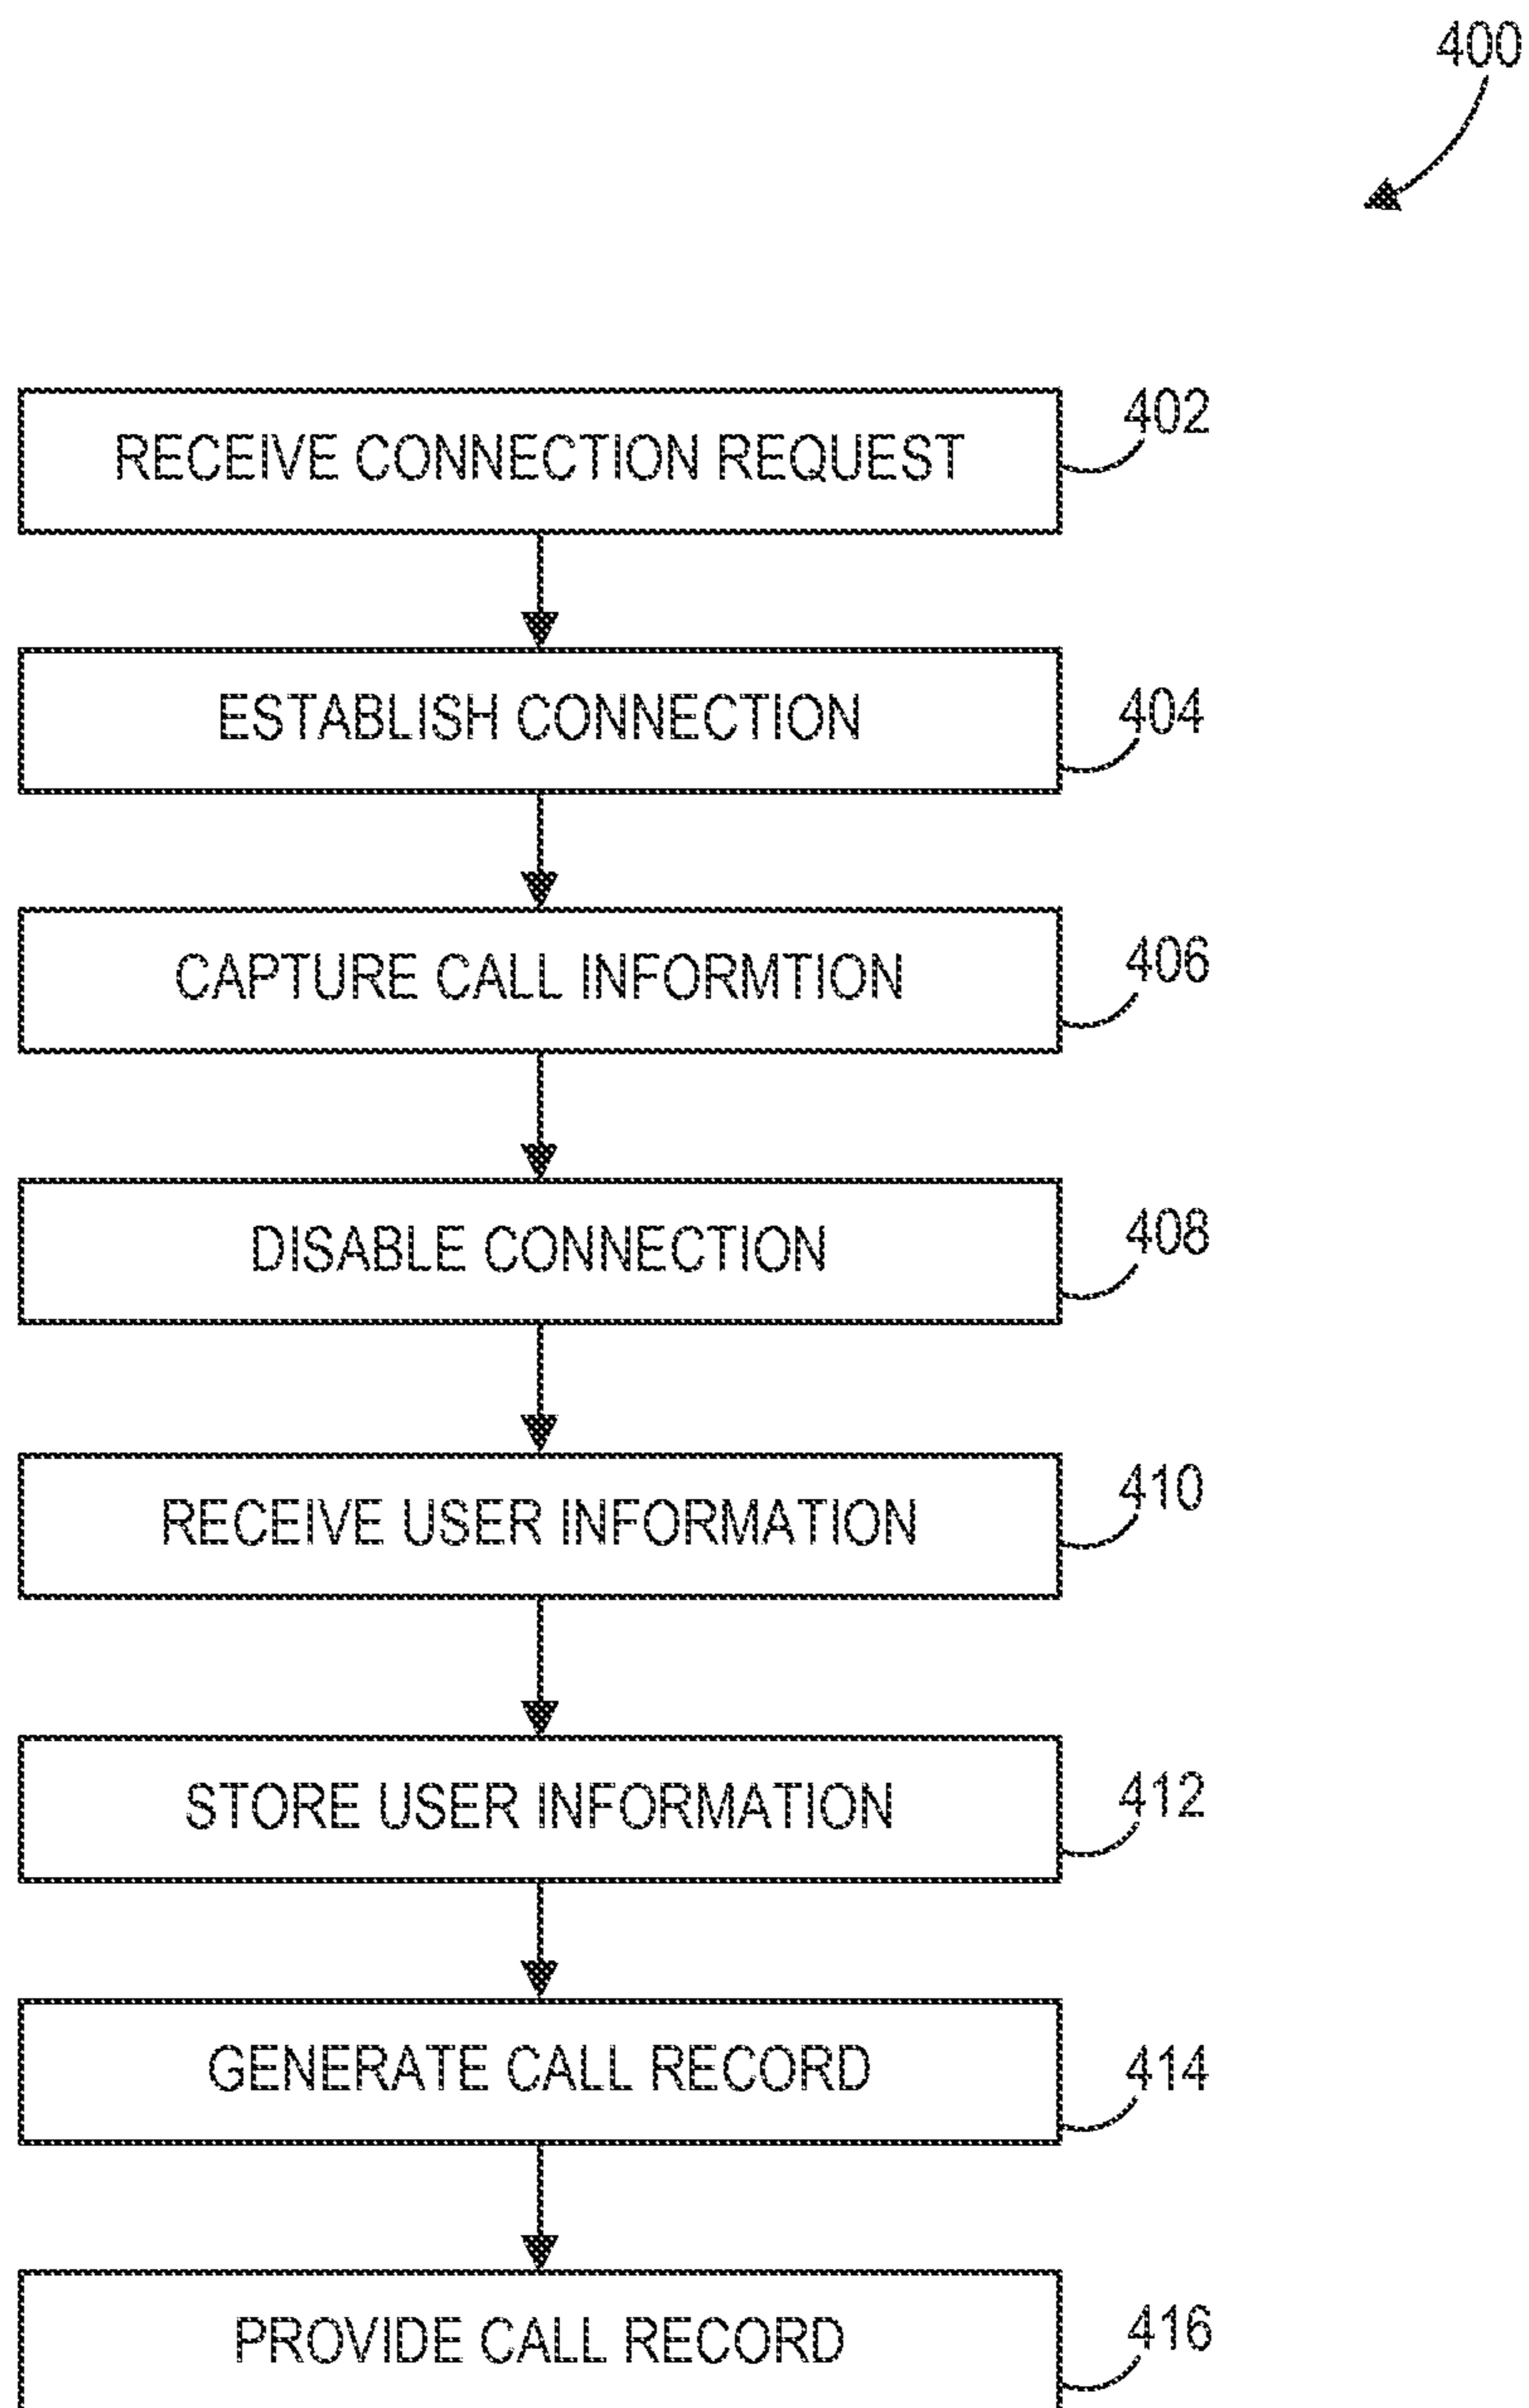 400
RECEIVE CONNECTION REQUEST
402
ESTABLISH CONNECTION
404
CAPTURE CALL INFORMTION
406
DISABLE CONNECTION
408
RECEIVE USER INFORMATION
410
STORE USER INFORMATION
412
GENERATE CALL RECORD
414
PROVIDE CALL RECORD
416